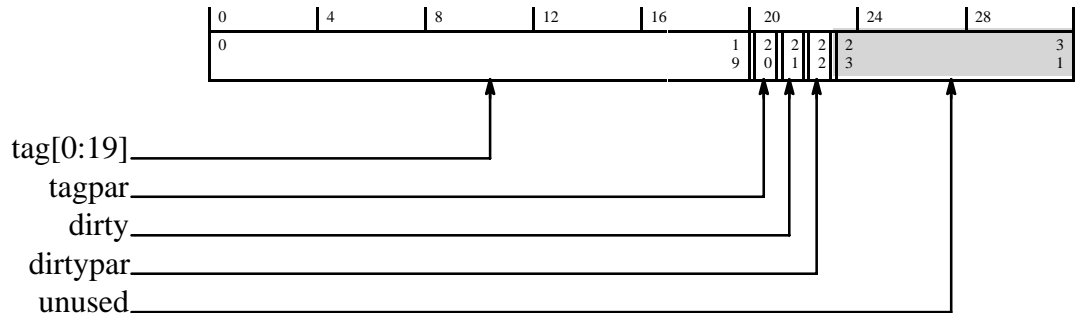 0 4 8 12 16 20 24 28
0 1 2 2 2 2 3
9 0 1 2 3 1
tag[0:19]
tagpar
dirty
dirtypar
unused